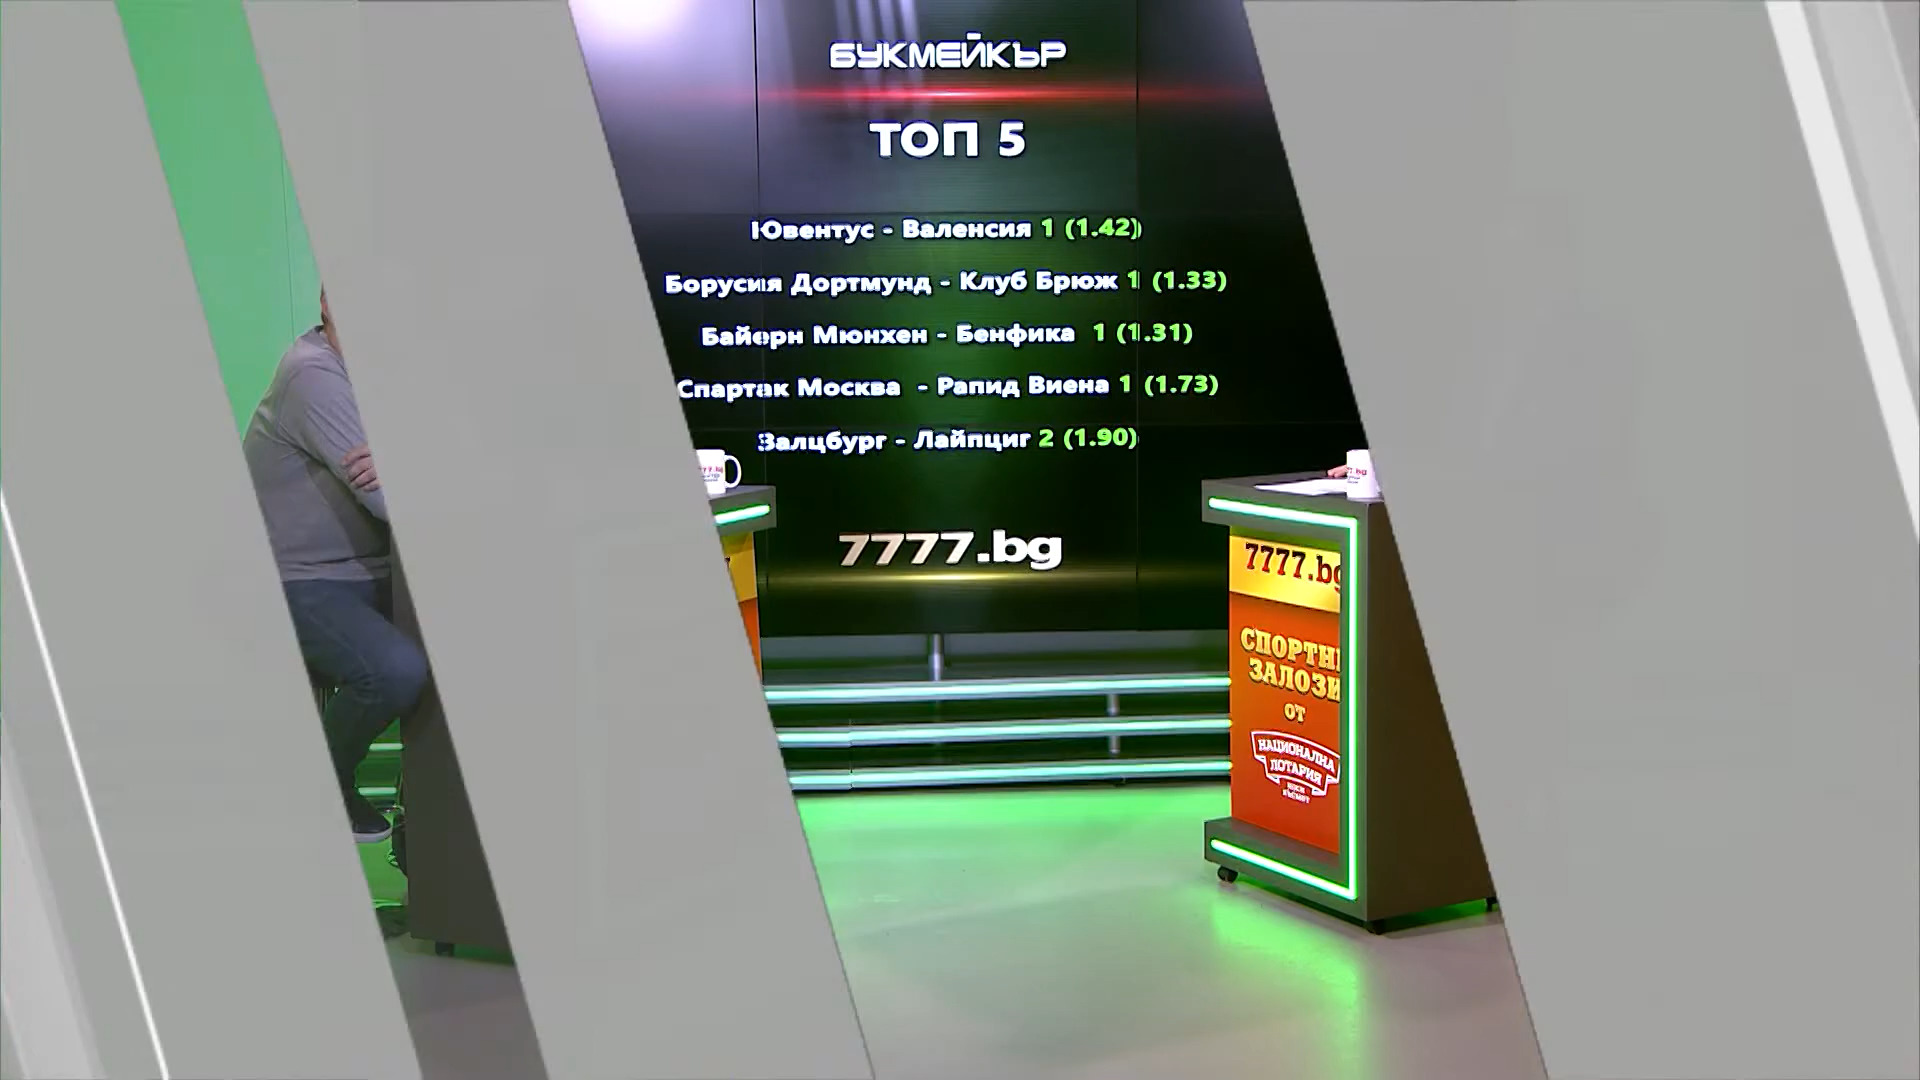 БУКМЕЙКЪР
ТОП 5
Ювентус - Валенсия 1 (1.42)
Борусия Дортмунд - Клуб Брюж 1 (1.33)
Байерн Мюнхен - Бенфика 1 (1.31)
Спартак Москва - Рапид Виена 1 (1.73)
Залцбург - Лайпциг 2 (1.90)
7777.bg
7777.bg
СПОРТНИ
ЗАЛОЗИ
ОТ
НАЦИОНАЛНА
ЛОТАРИЯ